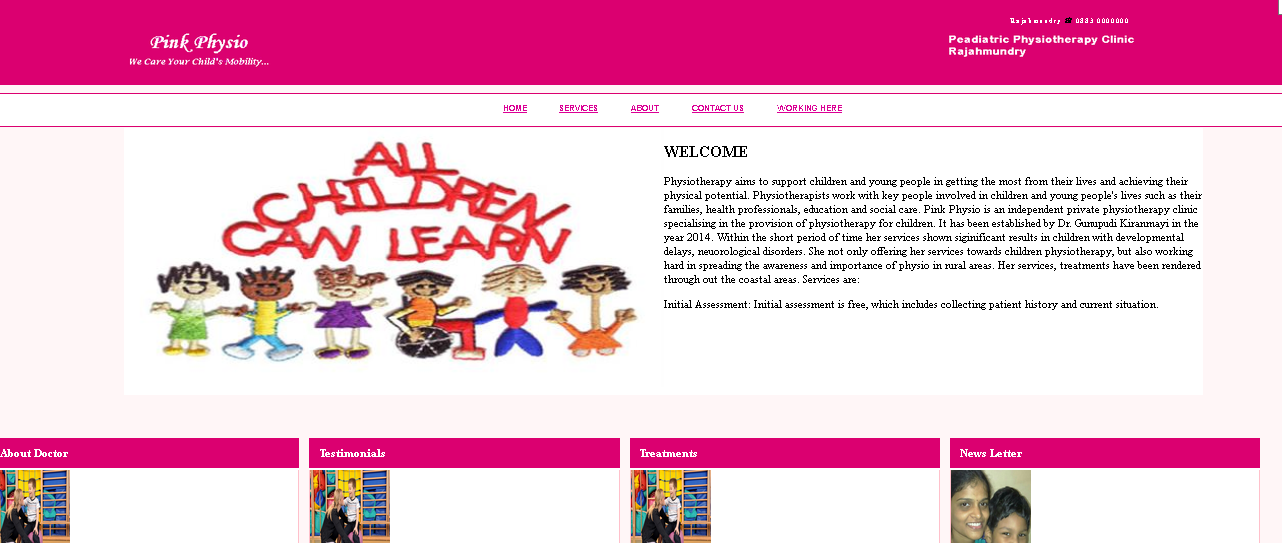 Rajahmundry ☎ 0883 0000000
Pink Physio
We Care Your Child's Mobility...
Peadiatric Physiotherapy Clinic
Rajahmundry
HOME SERVICES ABOUT CONTACT US WORKING HERE
ALL
CHILDREN
CAN LEARN
WELCOME
Physiotherapy aims to support children and young people in getting the most from their lives and achieving their
physical potential. Physiotherapists work with key people involved in children and young people's lives such as their
families, health professionals, education and social care. Pink Physio is an independent private physiotherapy clinic
specialising in the provision of physiotherapy for children. It has been established by Dr. Gurupudi Kiranmayi in the
year 2014. Within the short period of time her services shown siginificant results in children with developmental
delays, neuorological disorders. She not only offering her services towards children physiotherapy, but also working
hard in spreading the awareness and importance of physio in rural areas. Her services, treatments have been rendered
through out the coastal areas. Services are:
Initial Assessment: Initial assessment is free, which includes collecting patient history and current situation.
About Doctor Testimonials Treatments News Letter